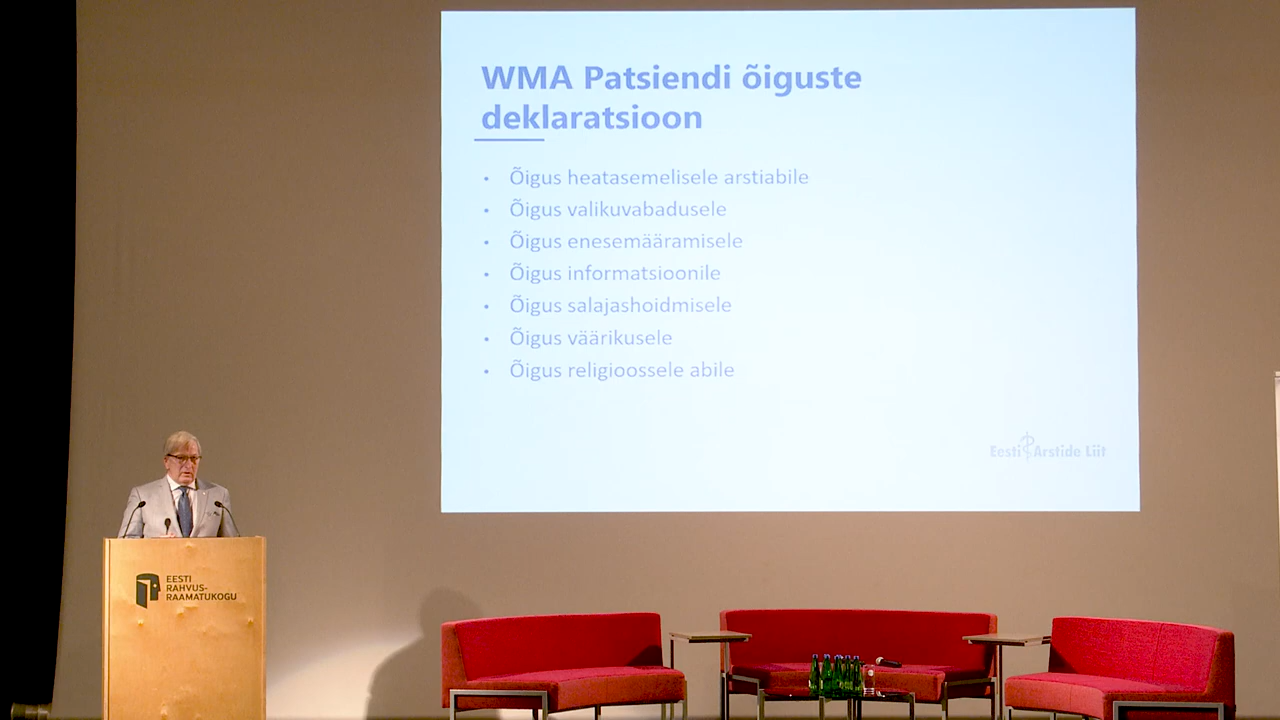 WMA Patsiendi õiguste
deklaratsioon
• Õigus heatasemelisele arstiabile
• Õigus valikuvabadusele
• Õigus enesemääramisele
• Õigus informatsioonile
• Õigus salajashoidmisele
• Õigus väärikusele
• Õigus religioossele abile
Eesti Arstide Liit
EESTI
RAHVUS-
RAAMATUKOGU